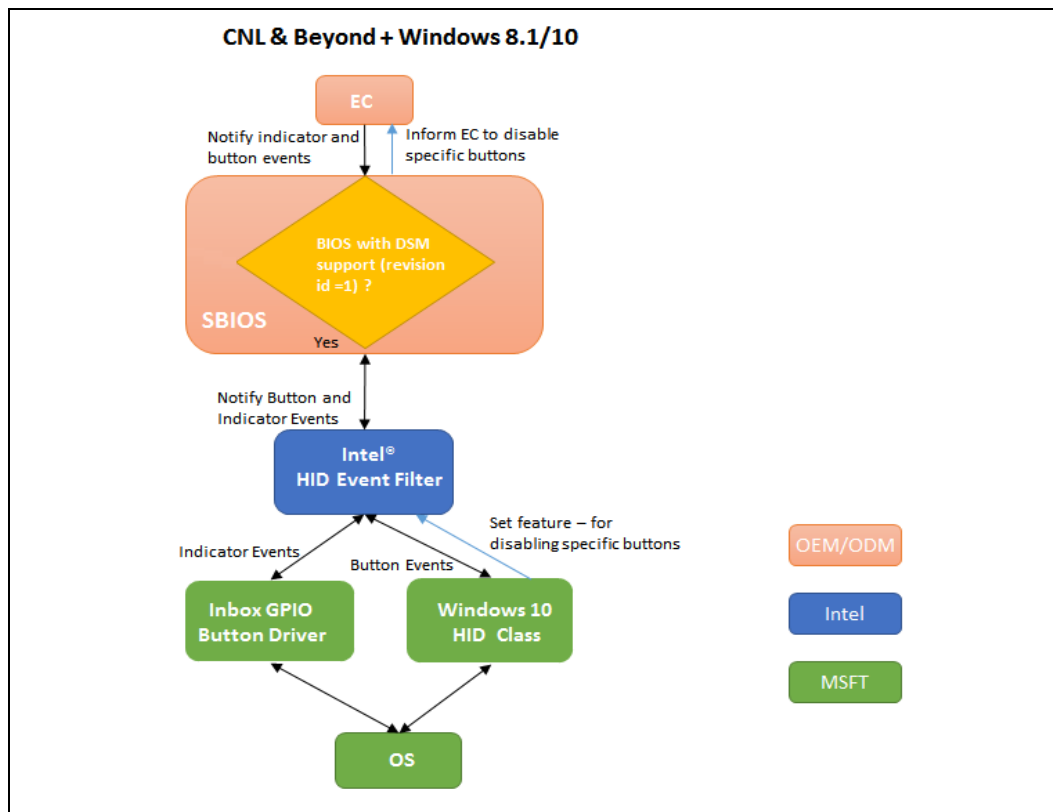 CNL & Beyond + Windows 8.1/10
EC
Notify indicator and
button events
Inform EC to disable
specific buttons
BIOS with DSM
support (revision
id =1) ?
SBIOS
Yes
Notify Button and
Indicator Events
Intel®
HID Event Filter
Set feature – for
disabling specific buttons
Indicator Events
Button Events
Inbox GPIO
Button Driver
Windows 10
HID Class
OS
OEM/ODM
Intel
MSFT